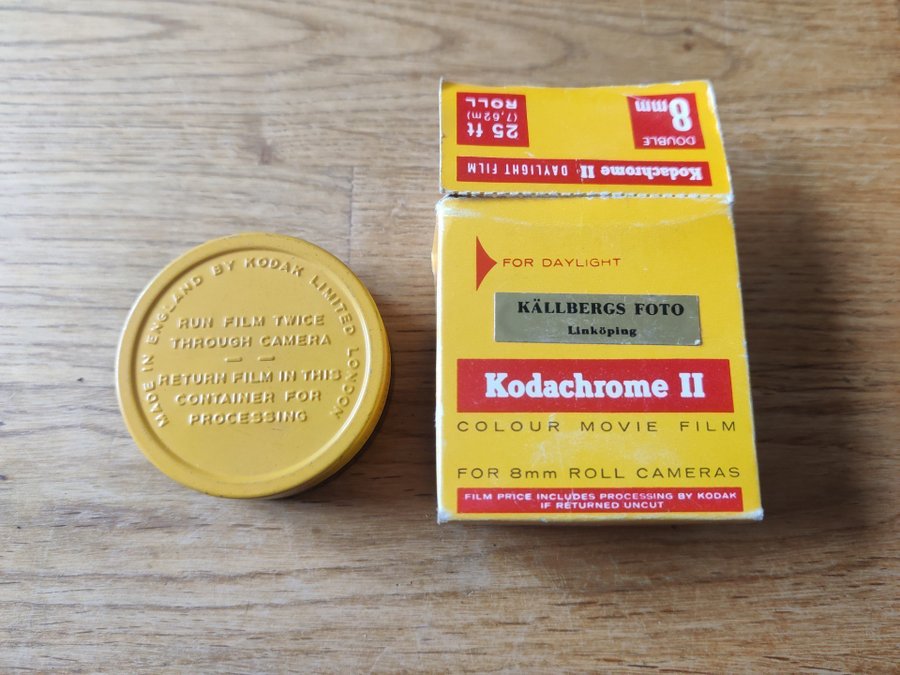 MADE IN ENGLAND BY KODAK LIMITED LONDON
RUN FILM TWICE
THROUGH CAMERA
— —
RETURN FILM IN THIS
CONTAINER FOR
PROCESSING
Kodachrome II DAYLIGHT FILM
DOUBLE
8mm
25 ft
(7,62m)
ROLL
FOR DAYLIGHT
KÄLLBERGS FOTO
Linköping
Kodachrome II
COLOUR MOVIE FILM
FOR 8mm ROLL CAMERAS
FILM PRICE INCLUDES PROCESSING BY KODAK
IF RETURNED UNCUT